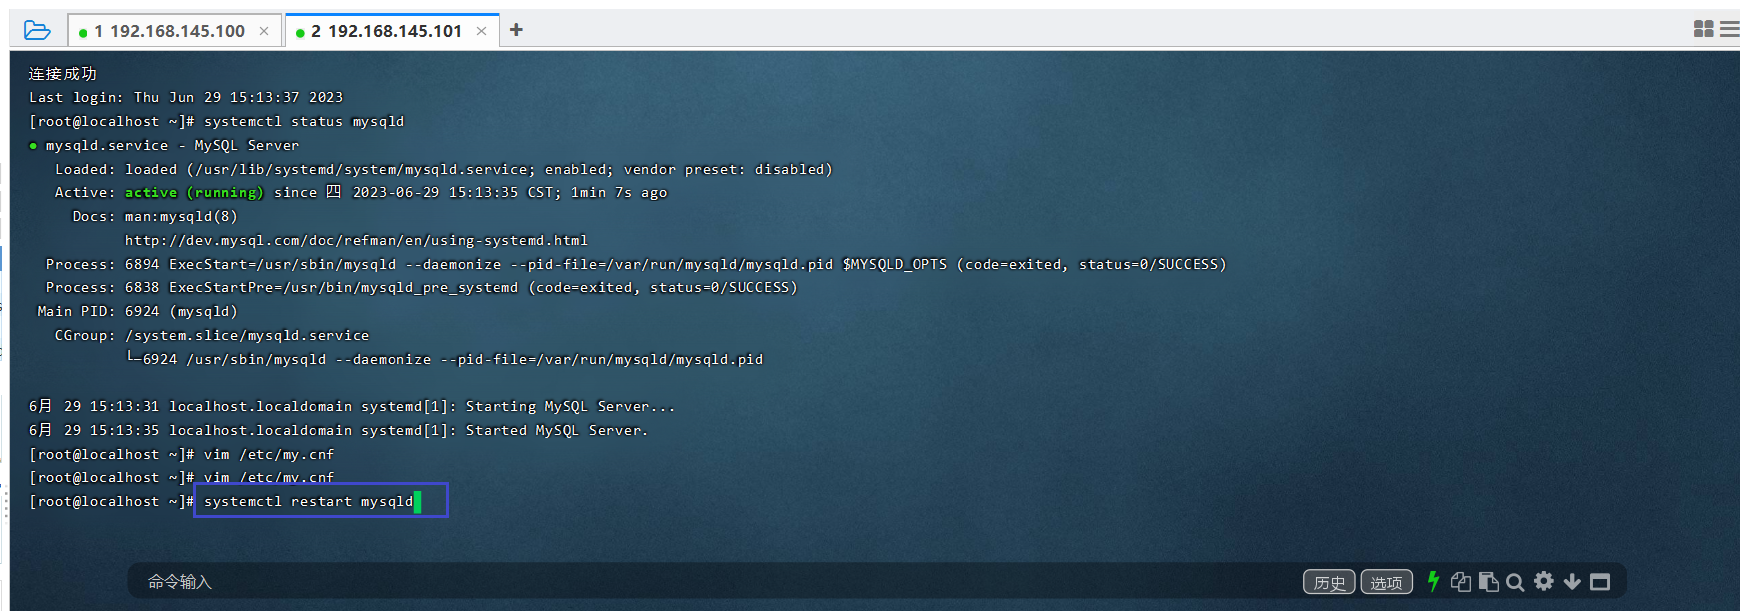 1 192.168.145.100 × 2 192.168.145.101 × +
连接成功
Last login: Thu Jun 29 15:13:37 2023
[root@localhost ~]# systemctl status mysqld
● mysqld.service - MySQL Server
   Loaded: loaded (/usr/lib/systemd/system/mysqld.service; enabled; vendor preset: disabled)
   Active: active (running) since 四 2023-06-29 15:13:35 CST; 1min 7s ago
     Docs: man:mysqld(8)
           http://dev.mysql.com/doc/refman/en/using-systemd.html
  Process: 6894 ExecStart=/usr/sbin/mysqld --daemonize --pid-file=/var/run/mysqld/mysqld.pid $MYSQLD_OPTS (code=exited, status=0/SUCCESS)
  Process: 6838 ExecStartPre=/usr/bin/mysqld_pre_systemd (code=exited, status=0/SUCCESS)
 Main PID: 6924 (mysqld)
   CGroup: /system.slice/mysqld.service
           └─6924 /usr/sbin/mysqld --daemonize --pid-file=/var/run/mysqld/mysqld.pid
6月 29 15:13:31 localhost.localdomain systemd[1]: Starting MySQL Server...
6月 29 15:13:35 localhost.localdomain systemd[1]: Started MySQL Server.
[root@localhost ~]# vim /etc/my.cnf
[root@localhost ~]# vim /etc/my.cnf
[root@localhost ~]# systemctl restart mysqld
命令输入 历史 选项